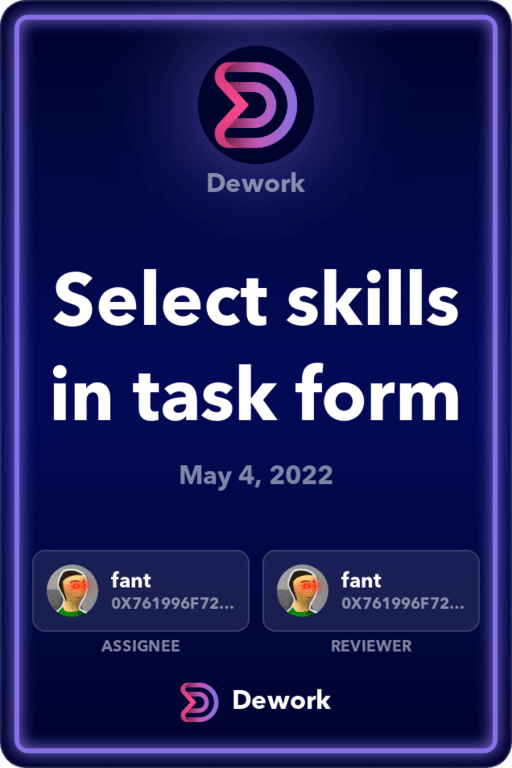 Dework
Select skills
in task form
May 4, 2022
fant
0X761996F72...
ASSIGNEE
fant
0X761996F72...
REVIEWER
Dework